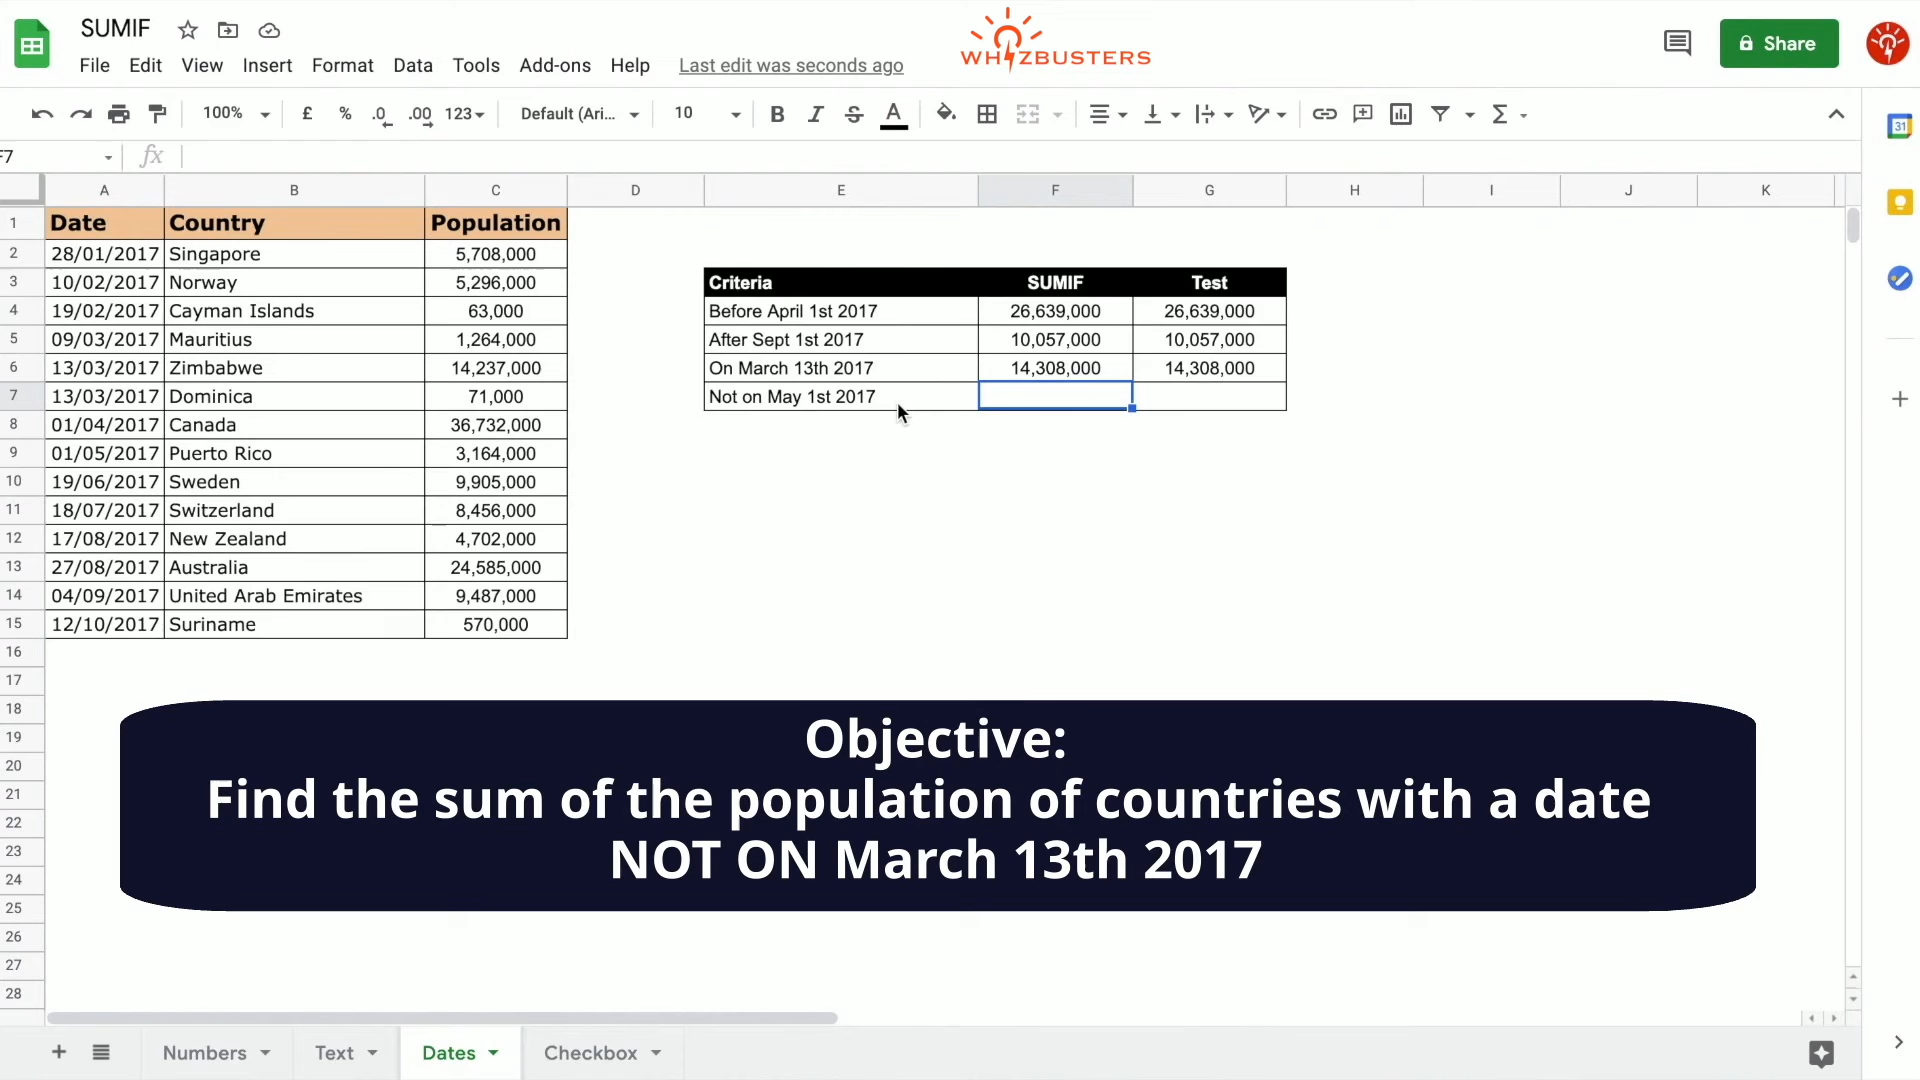 SUMIF
WHIZBUSTERS
Share
File Edit View Insert Format Data Tools Add-ons Help Last edit was seconds ago
100% £ % .0 .00 123 Default (Ari... 10 B I S A Σ
31
F7 fx
A B C D E F G H I J K
1 Date Country Population
2 28/01/2017 Singapore 5,708,000
3 10/02/2017 Norway 5,296,000 Criteria SUMIF Test
4 19/02/2017 Cayman Islands 63,000 Before April 1st 2017 26,639,000 26,639,000
5 09/03/2017 Mauritius 1,264,000 After Sept 1st 2017 10,057,000 10,057,000
6 13/03/2017 Zimbabwe 14,237,000 On March 13th 2017 14,308,000 14,308,000
7 13/03/2017 Dominica 71,000 Not on May 1st 2017
8 01/04/2017 Canada 36,732,000
9 01/05/2017 Puerto Rico 3,164,000
10 19/06/2017 Sweden 9,905,000
11 18/07/2017 Switzerland 8,456,000
12 17/08/2017 New Zealand 4,702,000
13 27/08/2017 Australia 24,585,000
14 04/09/2017 United Arab Emirates 9,487,000
15 12/10/2017 Suriname 570,000
16
17
18
19 Objective:
20
21 Find the sum of the population of countries with a date
22
23 NOT ON March 13th 2017
24
25
26
27
28
Numbers Text Dates Checkbox